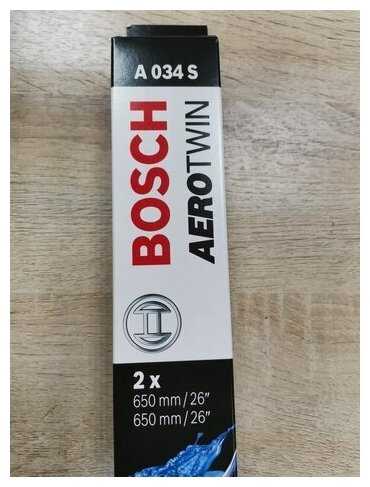 A 034 S
BOSCH
AEROTWIN
2 x
650 mm / 26"
650 mm / 26"